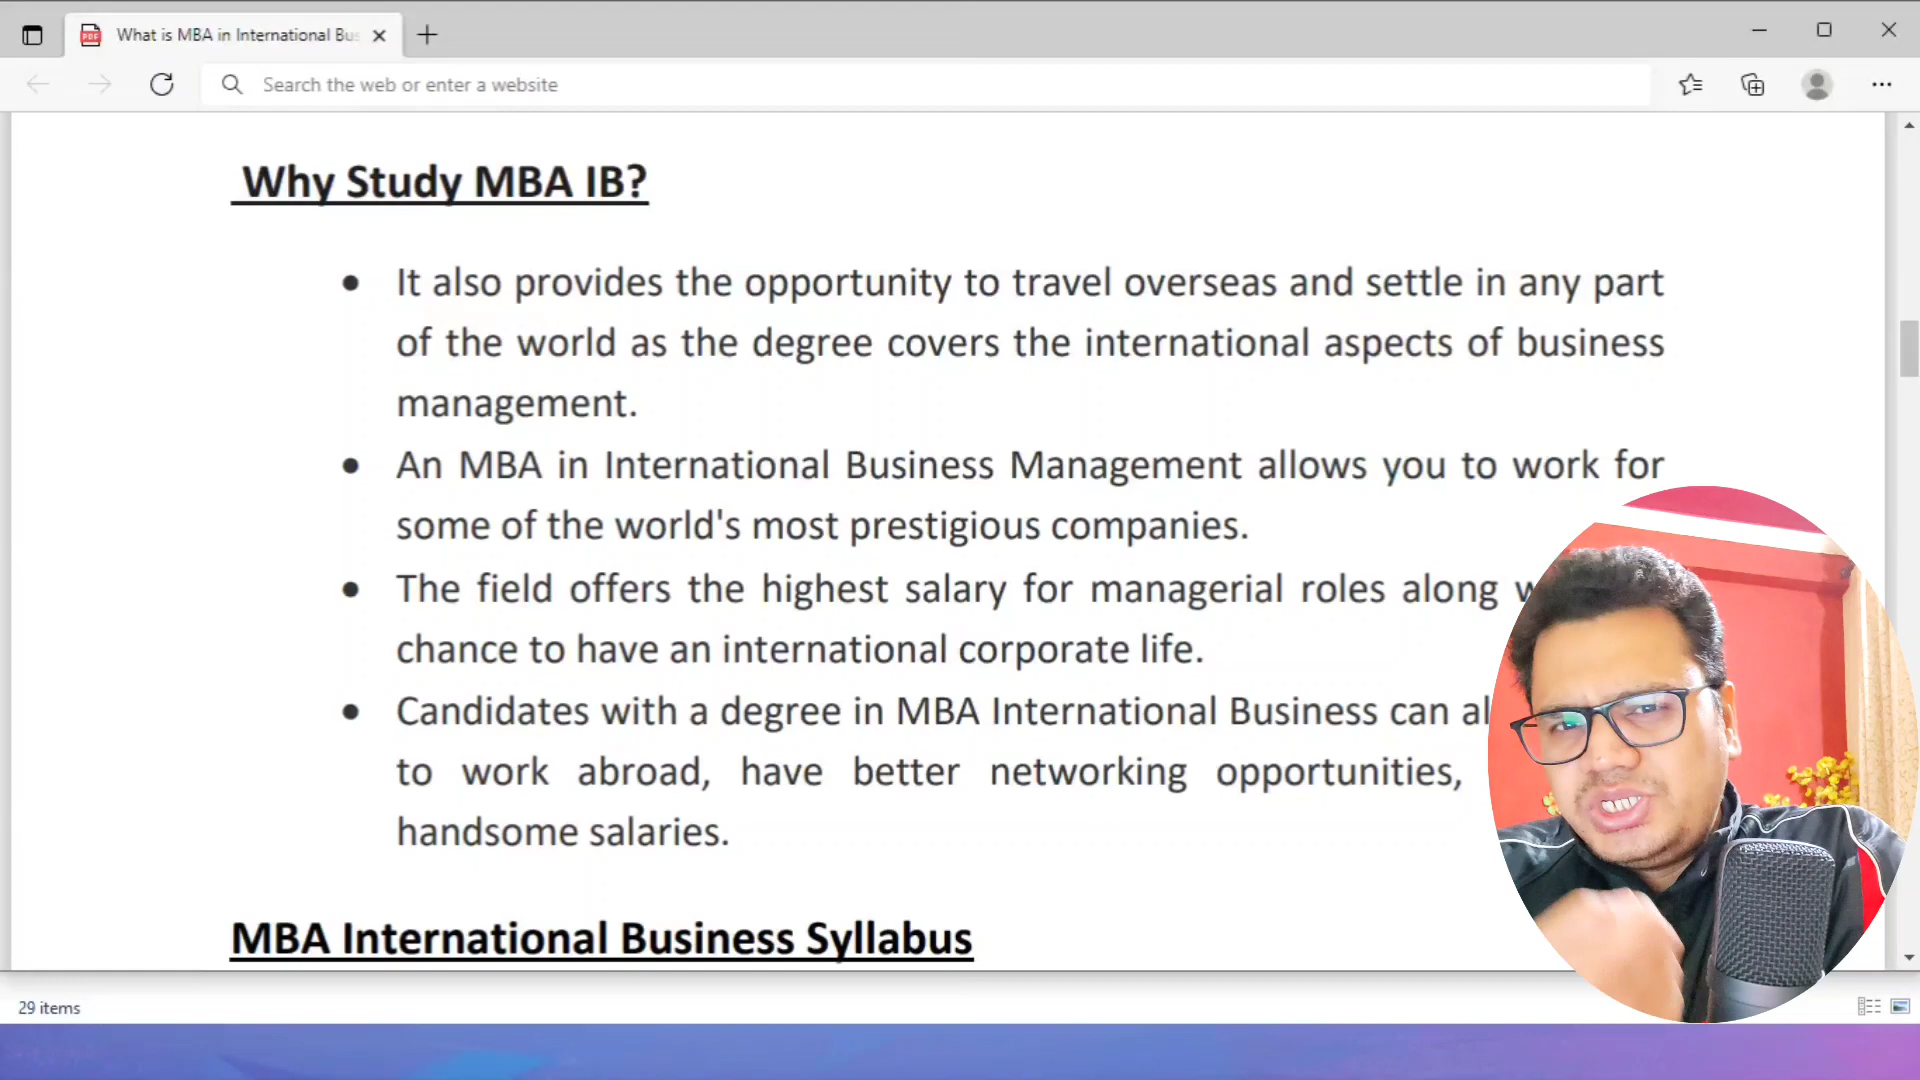 What is MBA in International Bus
Search the web or enter a website
Why Study MBA IB?
• It also provides the opportunity to travel overseas and settle in any part
of the world as the degree covers the international aspects of business
management.
• An MBA in International Business Management allows you to work for
some of the world's most prestigious companies.
• The field offers the highest salary for managerial roles along
chance to have an international corporate life.
• Candidates with a degree in MBA International Business can
to work abroad, have better networking opportunities,
handsome salaries.
MBA International Business Syllabus
29 items